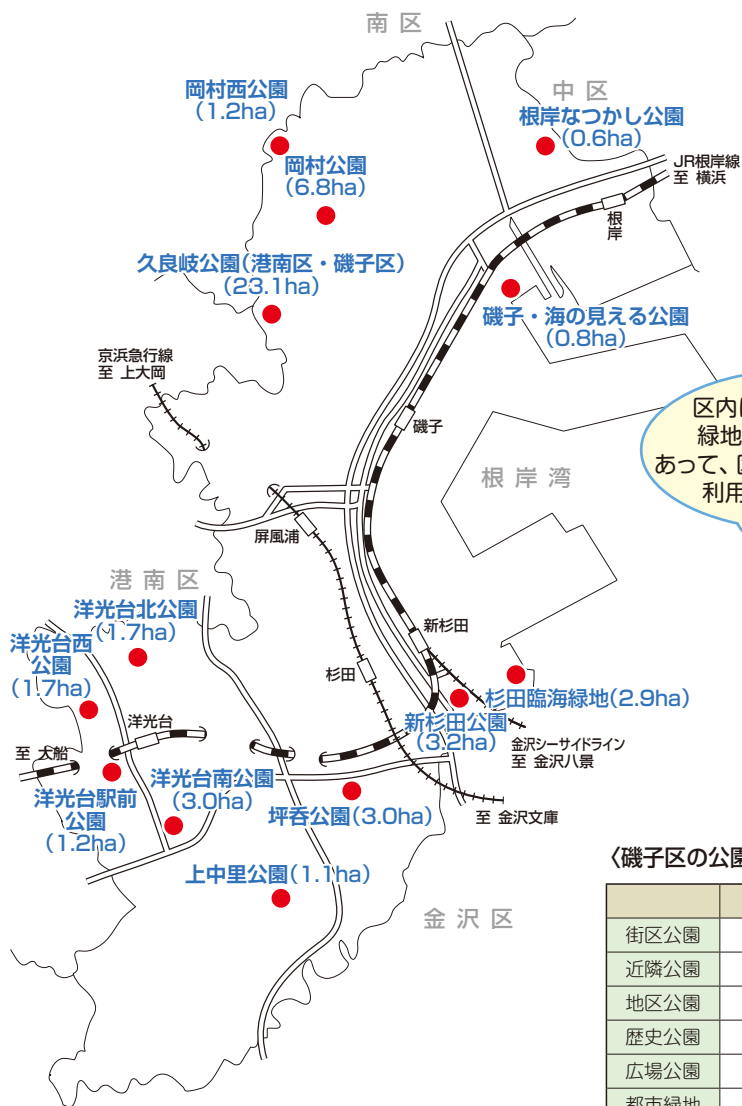 南区
岡村西公園
(1.2ha)
中区
根岸なつかし公園
(0.6ha)
岡村公園
(6.8ha)
JR根岸線
至 横浜
根岸
久良岐公園(港南区・磯子区)
(23.1ha)
磯子・海の見える公園
(0.8ha)
京浜急行線
至 上大岡
磯子
区内に
緑地
あって、区
利用
根岸湾
屏風浦
港南区
洋光台北公園
(1.7ha)
洋光台西
公園
(1.7ha)
新杉田
杉田
杉田臨海緑地(2.9ha)
新杉田公園
(3.2ha)
洋光台
至 大船
金沢シーサイドライン
至 金沢八景
洋光台駅前
公園
(1.2ha)
洋光台南公園
(3.0ha)
坪呑公園(3.0ha)
至 金沢文庫
上中里公園(1.1ha)
金沢区
〈磯子区の公園
街区公園
近隣公園
地区公園
歴史公園
広場公園
都市緑地